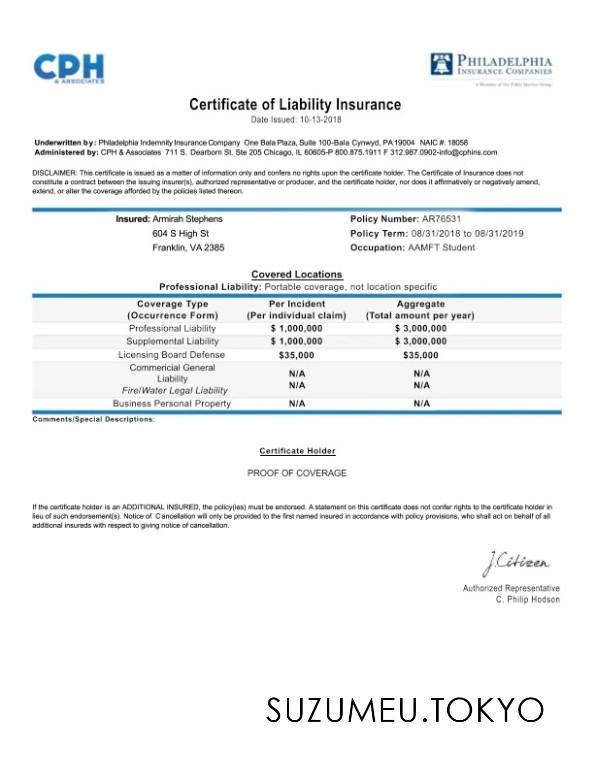 CPH
& ASSOCIATES
PHILADELPHIA
INSURANCE COMPANIES
A Member of the Tokio Marine Group
Certificate of Liability Insurance
Date Issued: 10-13-2018
Underwritten by: Philadelphia Indemnity Insurance Company One Bala Plaza, Suite 100-Bala Cynwyd, PA 19004 NAIC #: 18058
Administered by: CPH & Associates 711 S. Dearborn St. Ste 205 Chicago, IL 60605-P 800.875.1911 F 312.987.0902-info@cphins.com
DISCLAIMER: This certificate is issued as a matter of information only and confers no rights upon the certificate holder. The Certificate of Insurance does not
constitute a contract between the issuing insurer(s), authorized representative or producer, and the certificate holder, nor does it affirmatively or negatively amend,
extend, or alter the coverage afforded by the policies listed thereon.
Insured: Armirah Stephens
604 S High St
Franklin, VA 2385
Policy Number: AR76531
Policy Term: 08/31/2018 to 08/31/2019
Occupation: AAMFT Student
Covered Locations
Professional Liability: Portable coverage, not location specific
Coverage Type Per Incident Aggregate
(Occurrence Form) (Per individual claim) (Total amount per year)
Professional Liability $ 1,000,000 $ 3,000,000
Supplemental Liability $ 1,000,000 $ 3,000,000
Licensing Board Defense $35,000 $35,000
Commericial General
Liability N/A N/A
Fire/Water Legal Liability N/A N/A
Business Personal Property N/A N/A
Comments/Special Descriptions:
Certificate Holder
PROOF OF COVERAGE
If the certificate holder is an ADDITIONAL INSURED, the policy(ies) must be endorsed. A statement on this certificate does not confer rights to the certificate holder in
lieu of such endorsement(s). Notice of Cancellation will only be provided to the first named insured in accordance with policy provisions, who shall act on behalf of all
additional insureds with respect to giving notice of cancellation.
J.Citizen
Authorized Representative
C. Philip Hodson
SUZUMEU.TOKYO